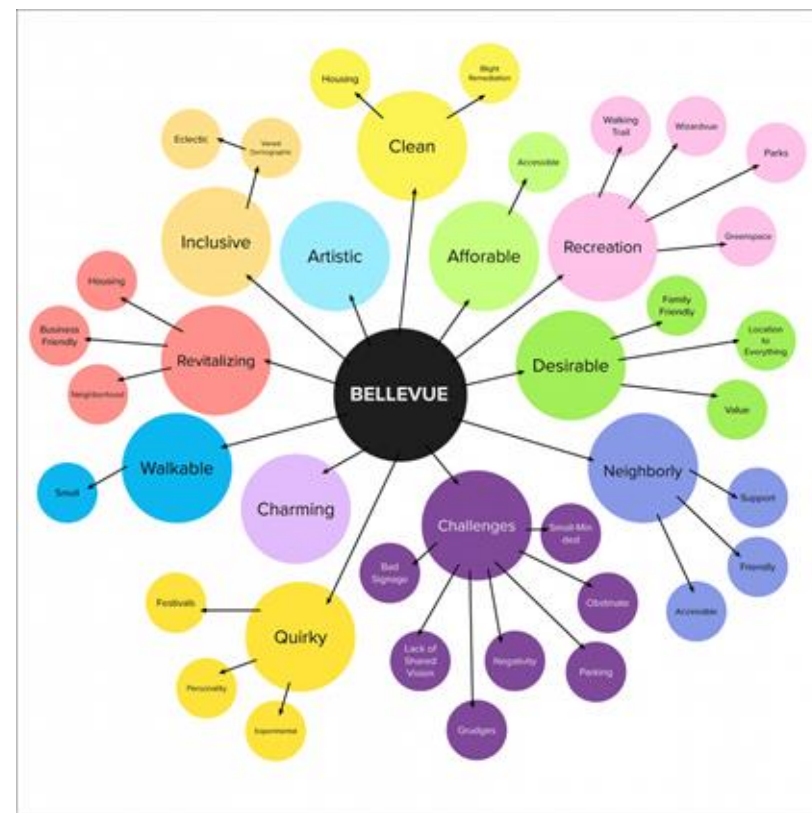 Housing
Blight
Remediation
Clean
Eclectic
Varied
Demographic
Inclusive
Artistic
Accessible
Afforable
Walking
Trail
Wizardvue
Parks
Greenspace
Recreation
Housing
Business
Friendly
Neighborhood
Revitalizing
BELLEVUE
Desirable
Family
Friendly
Location
to
Everything
Value
Walkable
Small
Charming
Challenges
Small-Min
ded
Bad
Signage
Obstinate
Lack of
Shared
Vision
Negativity
Parking
Grudges
Neighborly
Support
Friendly
Accessible
Quirky
Festivals
Personality
Experimental